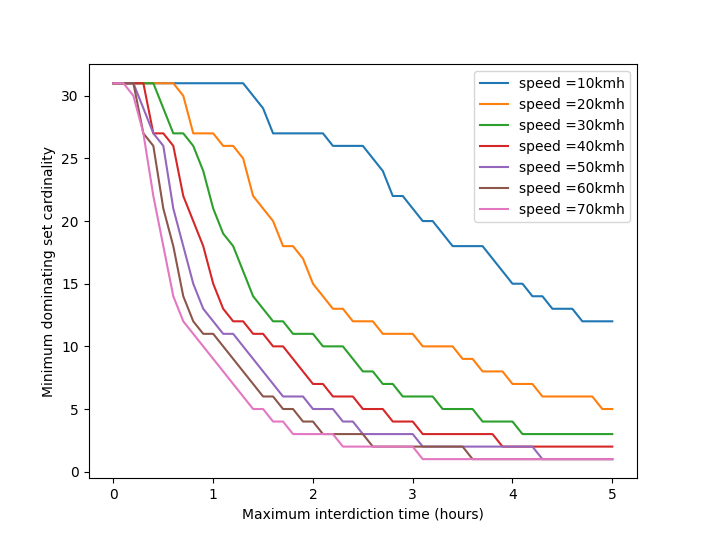 speed =10kmh
speed =20kmh
speed =30kmh
speed =40kmh
speed =50kmh
speed =60kmh
speed =70kmh
Minimum dominating set cardinality
30
25
20
15
10
5
0
0 1 2 3 4 5
Maximum interdiction time (hours)